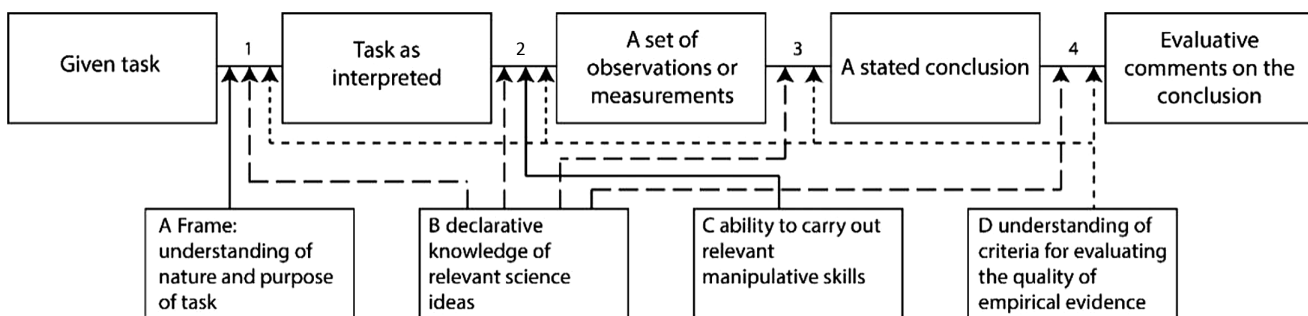 Given task
1
Task as
interpreted
2
A set of
observations or
measurements
3
A stated conclusion
4
Evaluative
comments on the
conclusion
A Frame:
understanding of
nature and purpose
of task
B declarative
knowledge of
relevant science
ideas
C ability to carry out
relevant
manipulative skills
D understanding of
criteria for evaluating
the quality of
empirical evidence